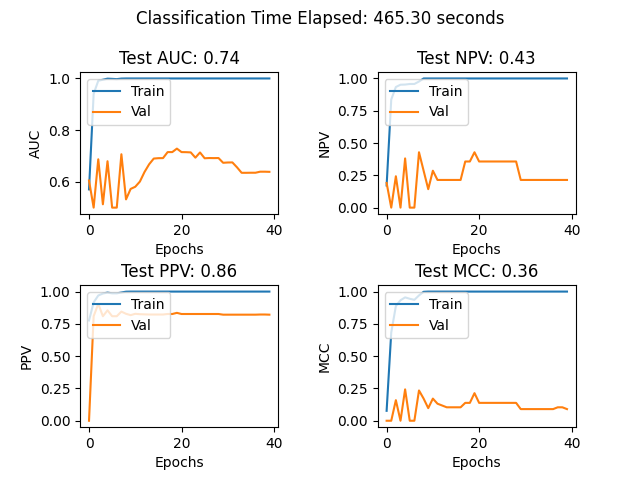 Classification Time Elapsed: 465.30 seconds
Test AUC: 0.74
1.0
0.8
0.6
AUC
Train
Val
0 20 40
Epochs
Test NPV: 0.43
1.00
0.75
0.50
0.25
0.00
NPV
Train
Val
0 20 40
Epochs
Test PPV: 0.86
1.00
0.75
0.50
0.25
0.00
PPV
Train
Val
0 20 40
Epochs
Test MCC: 0.36
1.00
0.75
0.50
0.25
0.00
MCC
Train
Val
0 20 40
Epochs